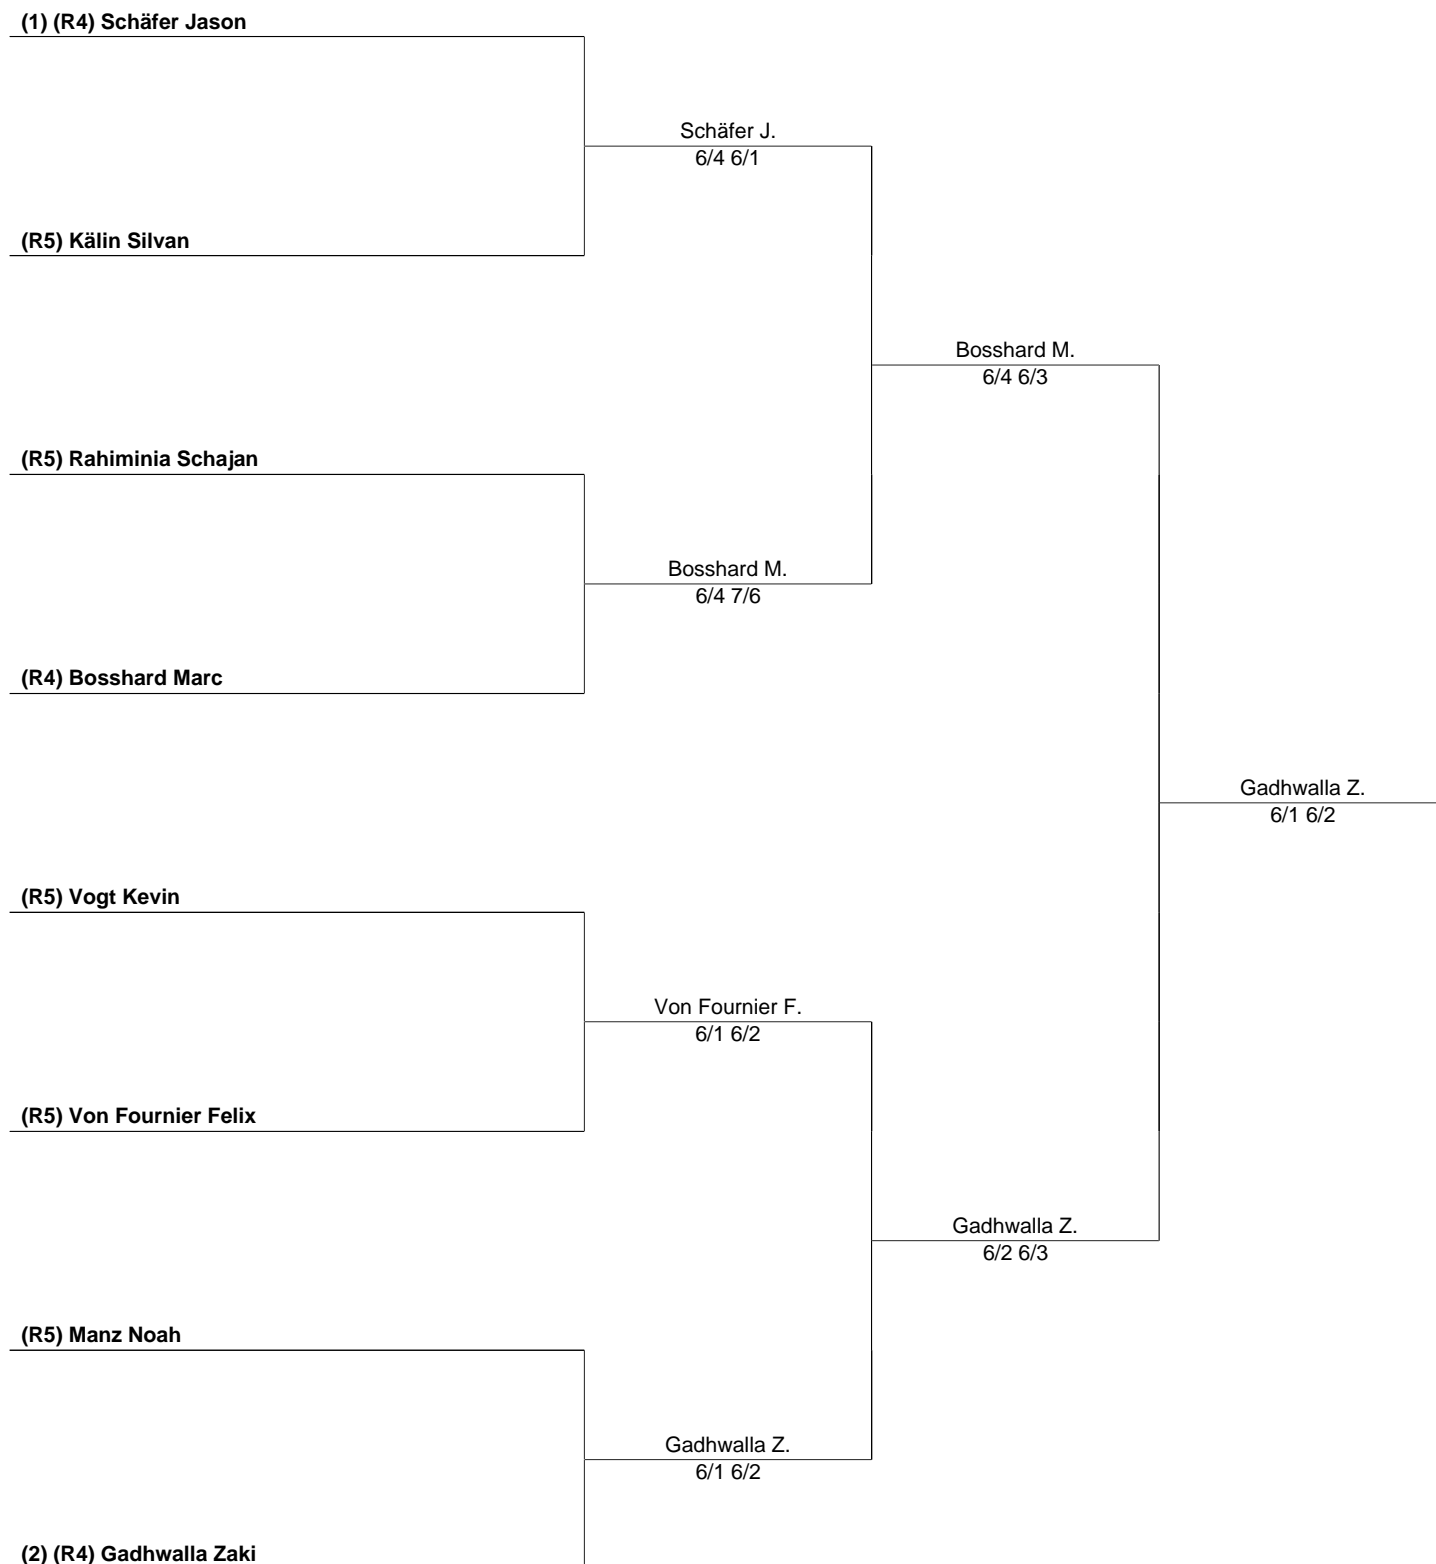 (1) (R4) Schäfer Jason
Schäfer J.
6/4 6/1
(R5) Kälin Silvan
Bosshard M.
6/4 6/3
(R5) Rahiminia Schajan
Bosshard M.
6/4 7/6
(R4) Bosshard Marc
Gadhwalla Z.
6/1 6/2
(R5) Vogt Kevin
Von Fournier F.
6/1 6/2
(R5) Von Fournier Felix
Gadhwalla Z.
6/2 6/3
(R5) Manz Noah
Gadhwalla Z.
6/1 6/2
(2) (R4) Gadhwalla Zaki